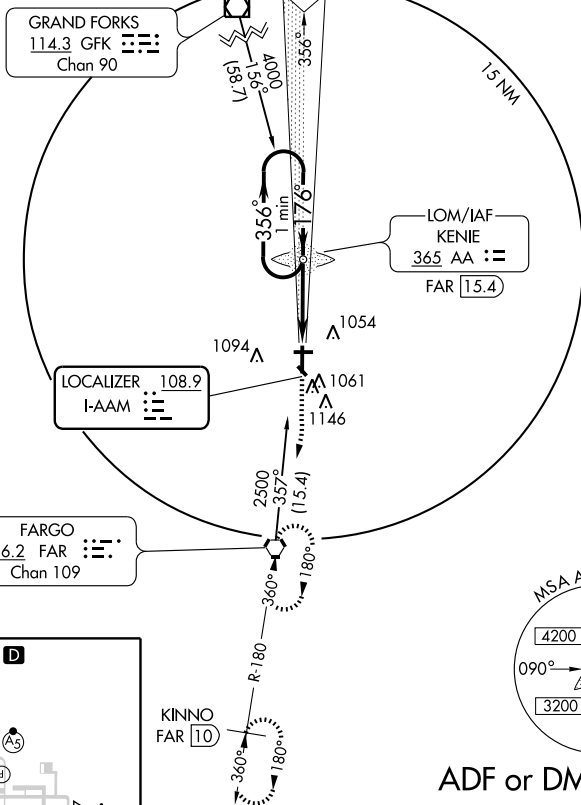 GRAND FORKS
114.3 GFK
Chan 90
4000
156°
(58.7)
356°
15 NM
356°
1 min
176°
LOM/IAF
KENIE
365 AA
FAR 15.4
1054
1094
LOCALIZER 108.9
I-AAM
1061
1146
2500
357°
(15.4)
FARGO
6.2 FAR
Chan 109
360°
180°
R-180
MSA A
4200
090°
3200
D
A5
KINNO
FAR 10
360°
180°
ADF or DM